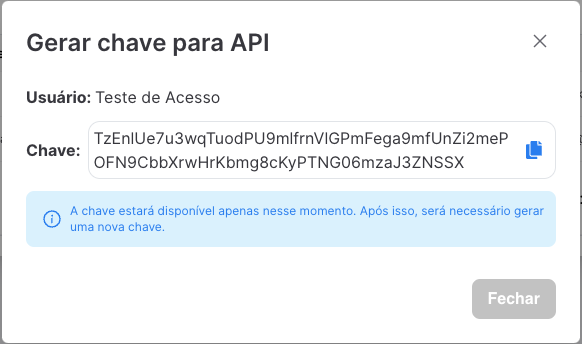 Gerar chave para API
Usuário: Teste de Acesso
Chave: TzEnlUe7u3wqTuodPU9mlfrnVlGPmFega9mfUnZi2meP
OFN9CbbXrwHrKbmg8cKyPTNG06mzaJ3ZNSSX
A chave estará disponível apenas nesse momento. Após isso, será necessário gerar
uma nova chave.
Fechar